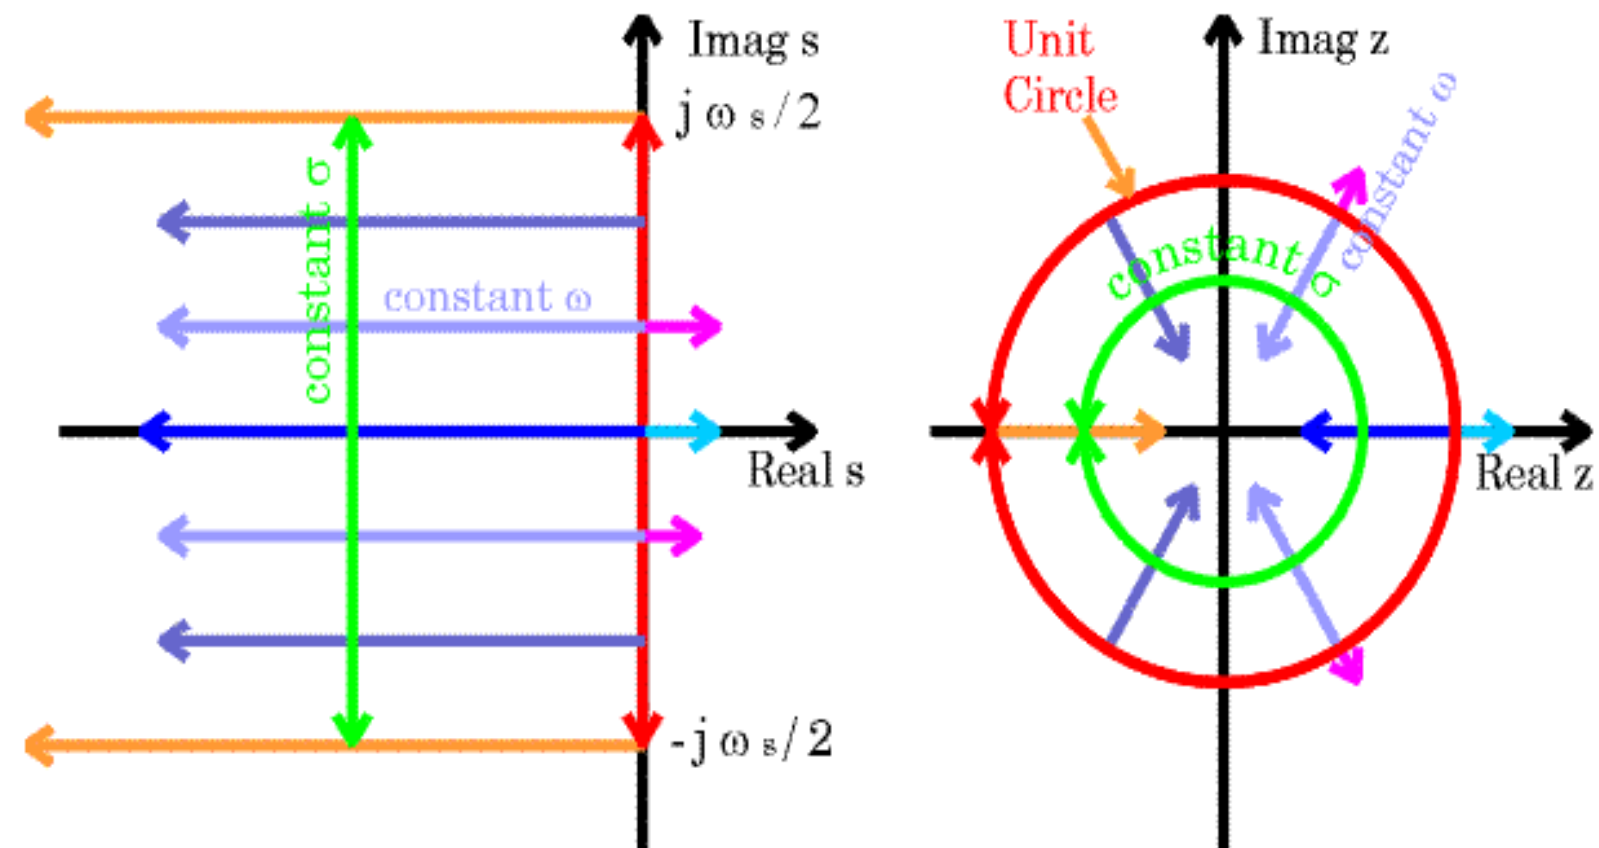 Imag s
j ω s/2
constant σ
constant ω
Real s
-j ω s/2
Unit
Circle
Imag z
constant ω
constant σ
Real z